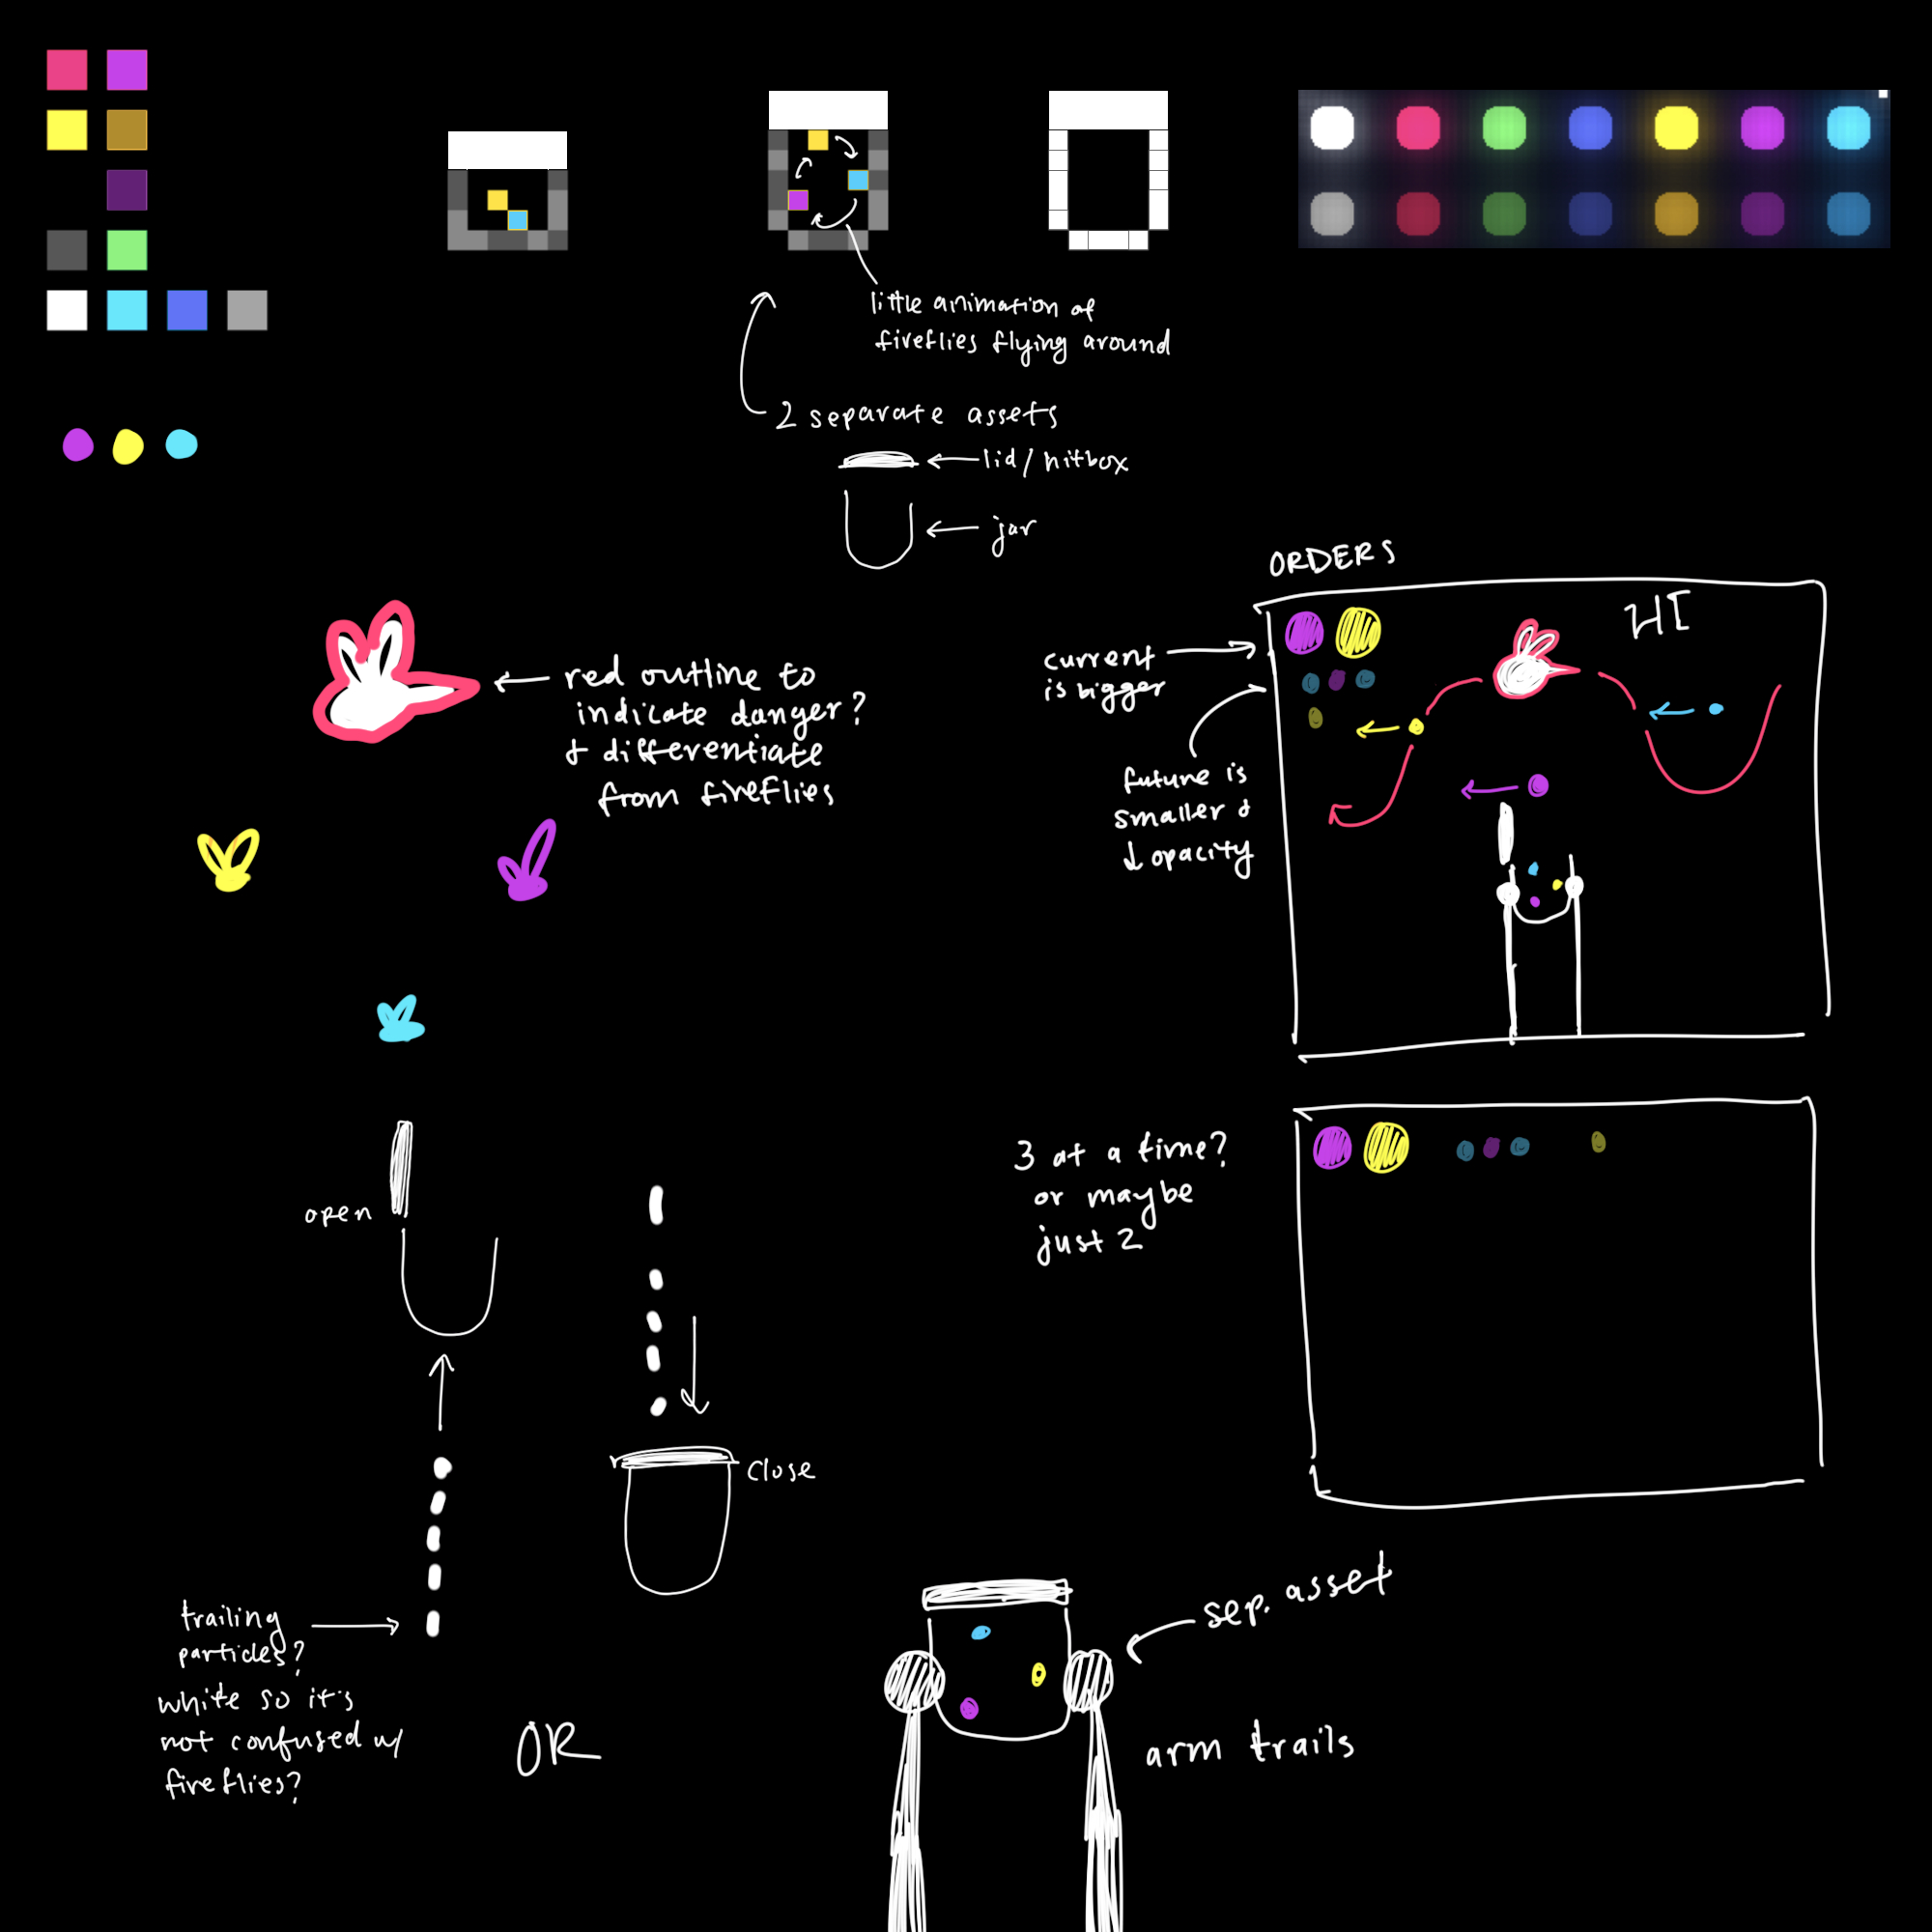 little animation of
fireflies flying around
2 separate assets
lid/hitbox
jar
ORDERS
HI
red outline to
indicate danger?
& differentiate
from fireflies
current
is bigger
future is
smaller &
↓ opacity
open
close
3 at a time?
or maybe
just 2
trailing
particles?
white so it's
not confused w/
fireflies?
OR
sep. asset
arm trails